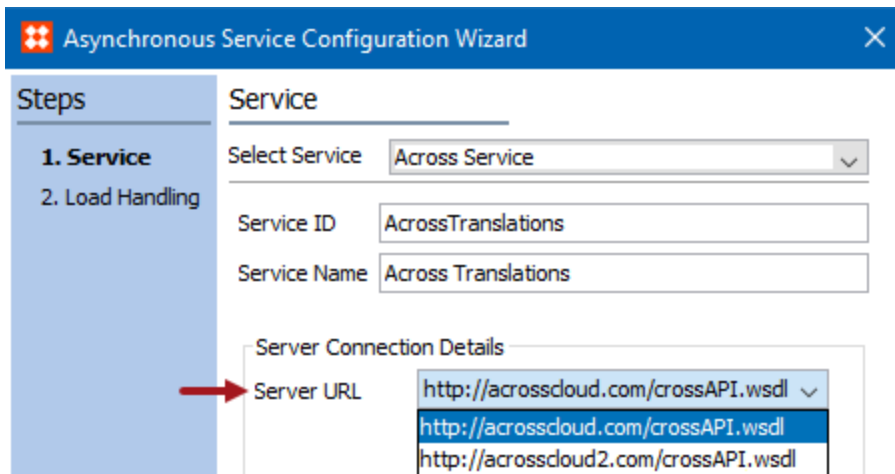 Asynchronous Service Configuration Wizard
Steps
1. Service
2. Load Handling
Service
Select Service Across Service
Service ID AcrossTranslations
Service Name Across Translations
Server Connection Details
Server URL http://acrosscloud.com/crossAPI.wsdl
http://acrosscloud.com/crossAPI.wsdl
http://acrosscloud2.com/crossAPI.wsdl